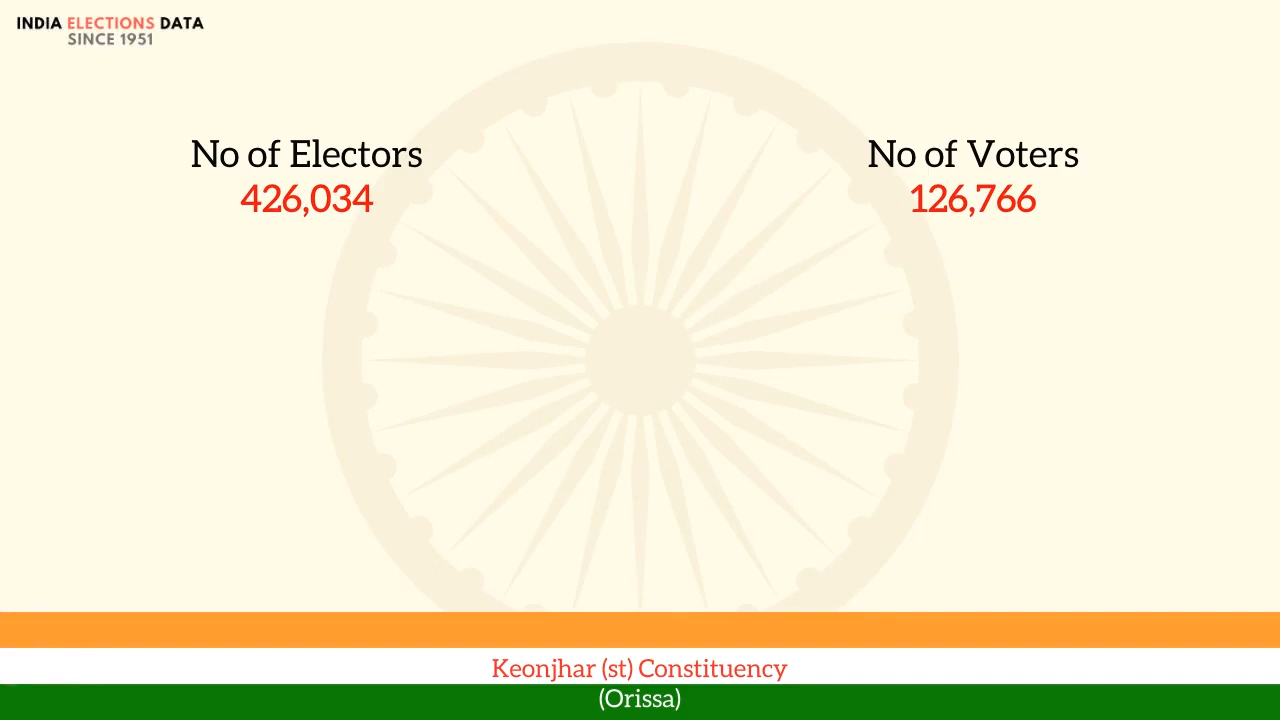 INDIA ELECTIONS DATA
SINCE 1951
No of Electors
426,034
No of Voters
126,766
Keonjhar (st) Constituency
(Orissa)